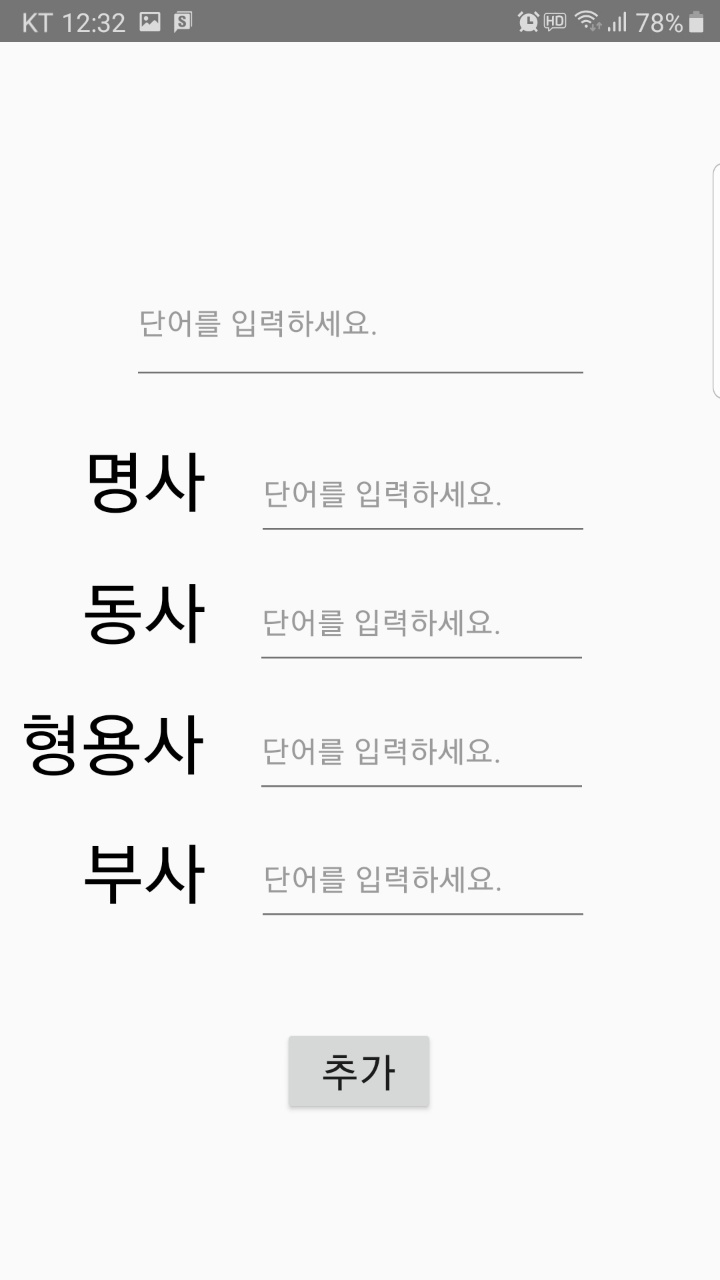 KT 12:32 HD 78%
단어를 입력하세요.
명사 단어를 입력하세요.
동사 단어를 입력하세요.
형용사 단어를 입력하세요.
부사 단어를 입력하세요.
추가